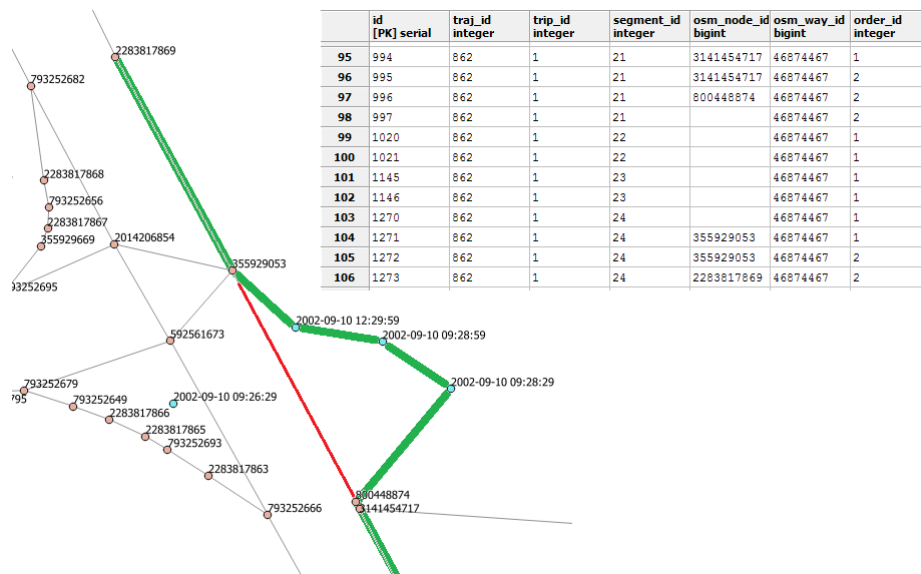 id
[PK] serial traj_id
integer trip_id
integer segment_id
integer osm_node_id
bigint osm_way_id
bigint order_id
integer
95 994 862 1 21 3141454717 46874467 1
96 995 862 1 21 3141454717 46874467 2
97 996 862 1 21 800448874 46874467 2
98 997 862 1 21 46874467 2
99 1020 862 1 22 46874467 1
100 1021 862 1 22 46874467 1
101 1145 862 1 23 46874467 1
102 1146 862 1 23 46874467 1
103 1270 862 1 24 46874467 1
104 1271 862 1 24 355929053 46874467 1
105 1272 862 1 24 355929053 46874467 2
106 1273 862 1 24 2283817869 46874467 2
2283817869
793252682
2283817868
793252656
2283817867
355929669
2014206854
355929053
793252695
2002-09-10 12:29:59
592561673
2002-09-10 09:28:59
793252679
2002-09-10 09:28:29
795
793252649
2002-09-10 09:26:29
2283817866
2283817865
793252693
2283817863
800448874
793252666
3141454717